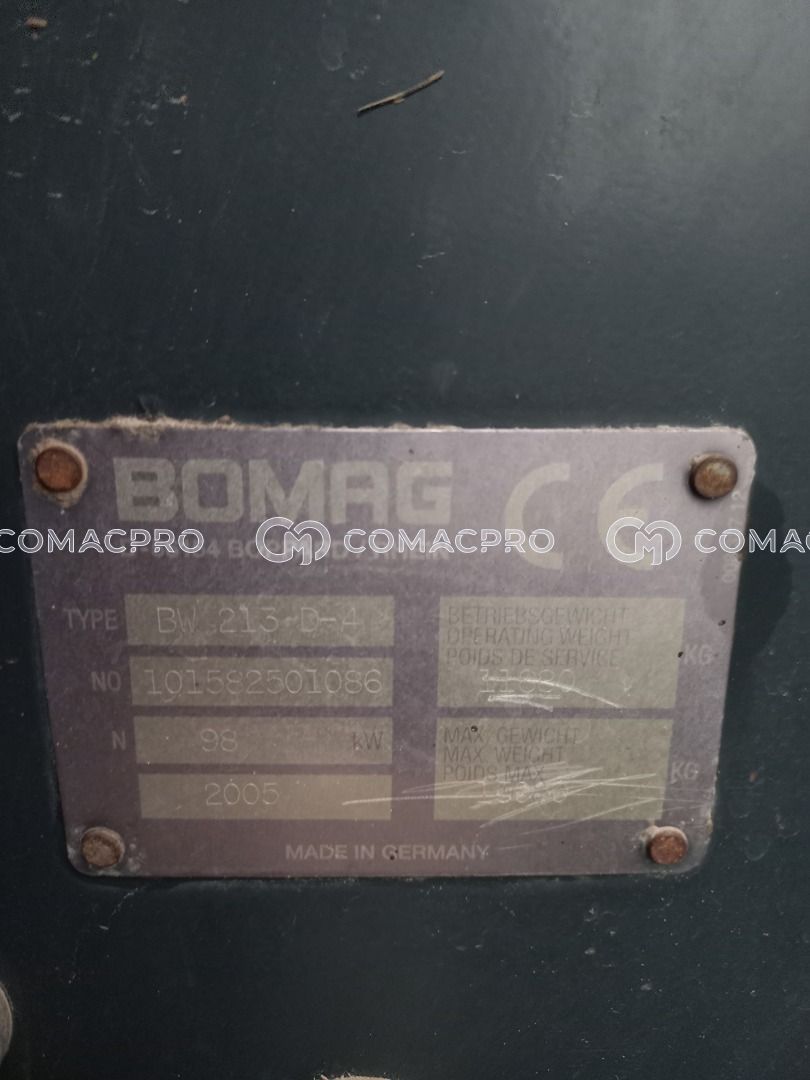 BOMAG CE
COMACPRO COMACPRO COMACPRO
TYPE BW 213-D-4
NO 101582501086
N 98 kW
2005
BETRIEBSGEWICHT
OPERATING WEIGHT
POIDS DE SERVICE
KG
MAX. GEWICHT
MAX. WEIGHT
POIDS MAX.
KG
MADE IN GERMANY